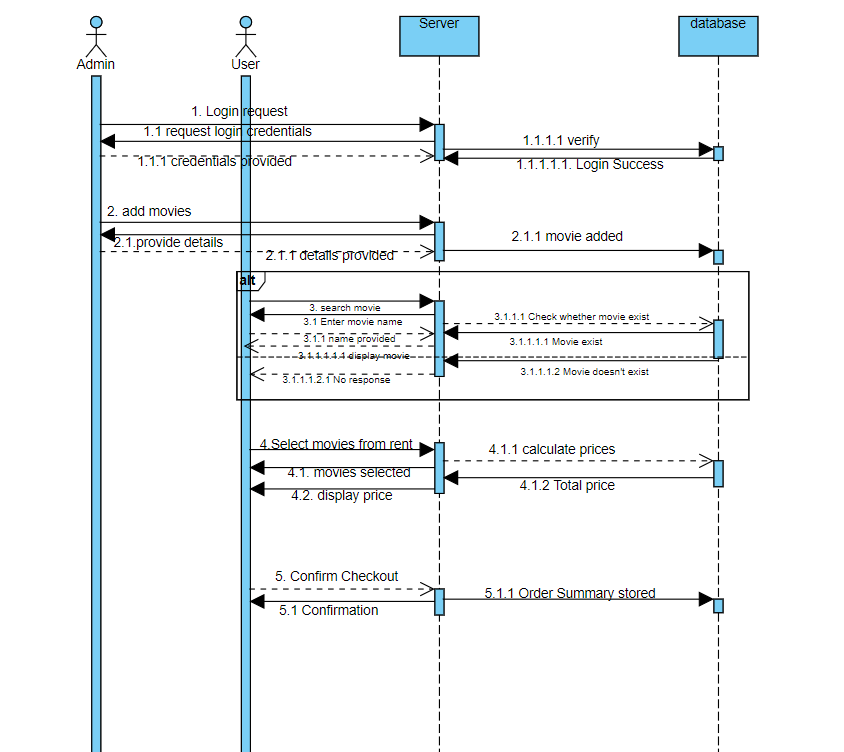 Server
database
Admin
User
1. Login request
1.1 request login credentials
1.1.1.1 verify
1.1.1 credentials provided
1.1.1.1.1. Login Success
2. add movies
2.1.provide details
2.1.1 movie added
2.1.1 details provided
alt
3. search movie
3.1.1.1 Check whether movie exist
3.1 Enter movie name
3.1.1 name provided
3.1.1.1.1 Movie exist
3.1.1.1.1.1 display movie
3.1.1.1.2 Movie doesn't exist
3.1.1.1.2.1 No response
4.Select movies from rent
4.1.1 calculate prices
4.1. movies selected
4.1.2 Total price
4.2. display price
5. Confirm Checkout
5.1.1 Order Summary stored
5.1 Confirmation